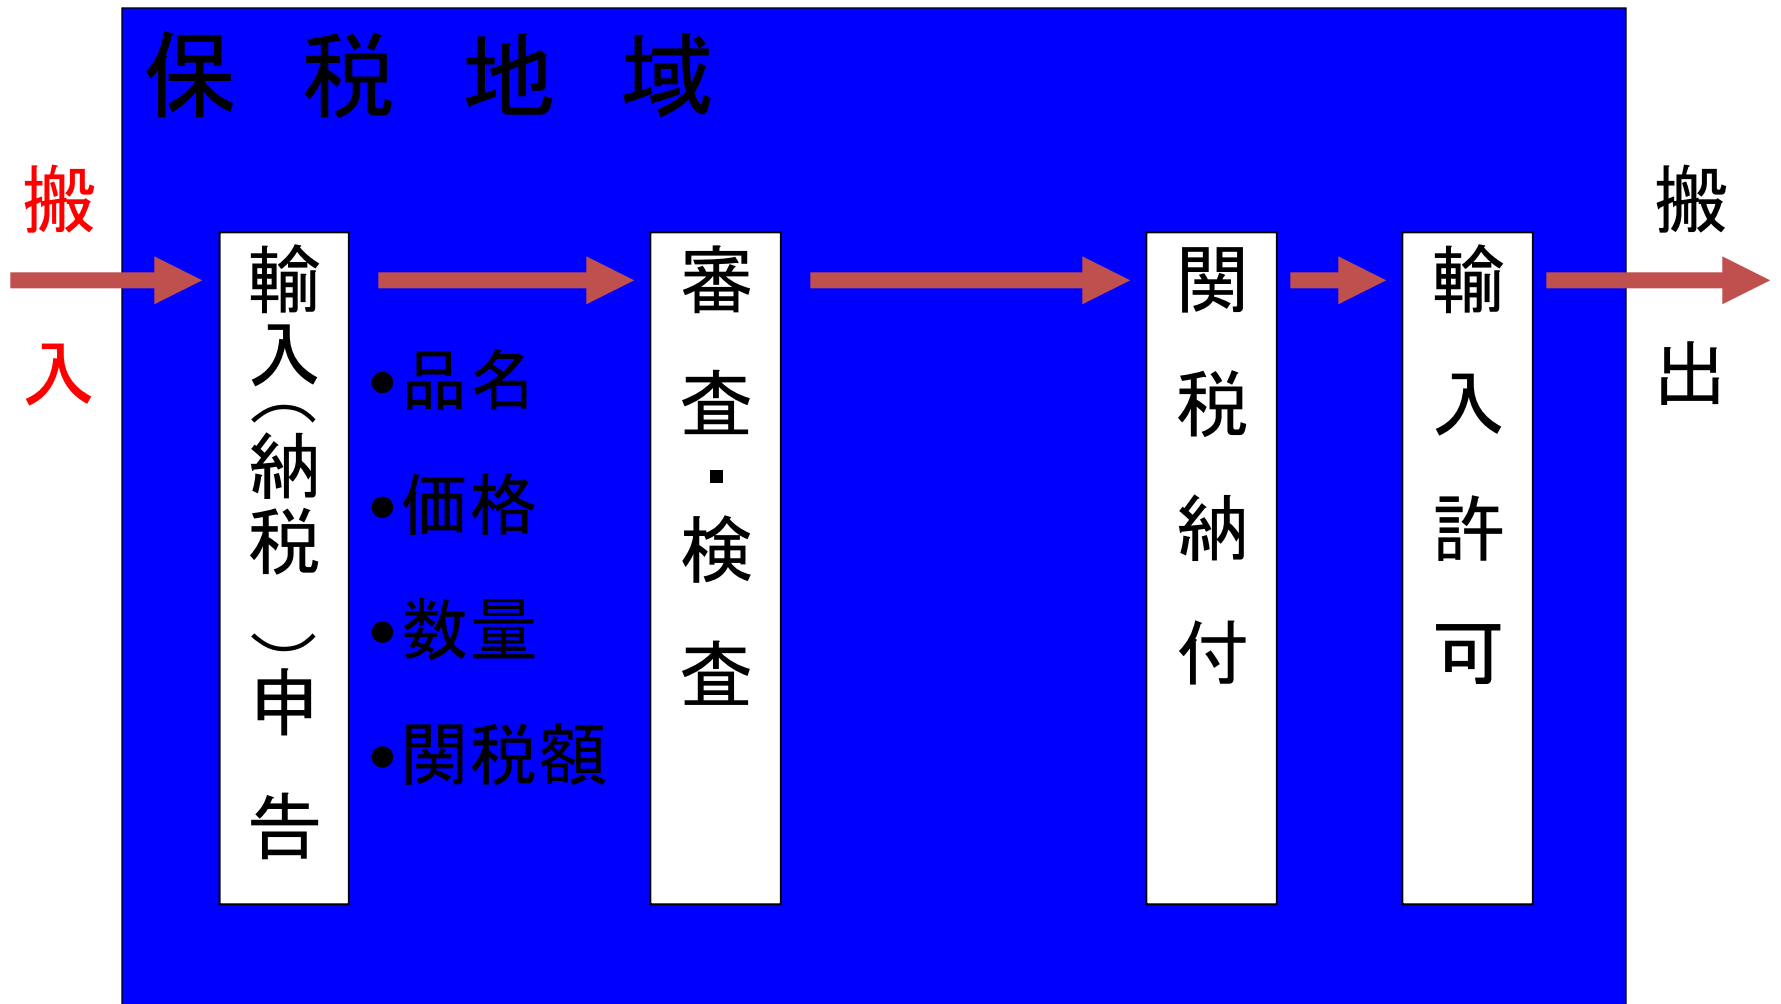 保税地域
搬入
輸入（納税）申告
•品名
•価格
•数量
•関税額
審査・検査
関税納付
輸入許可
搬出